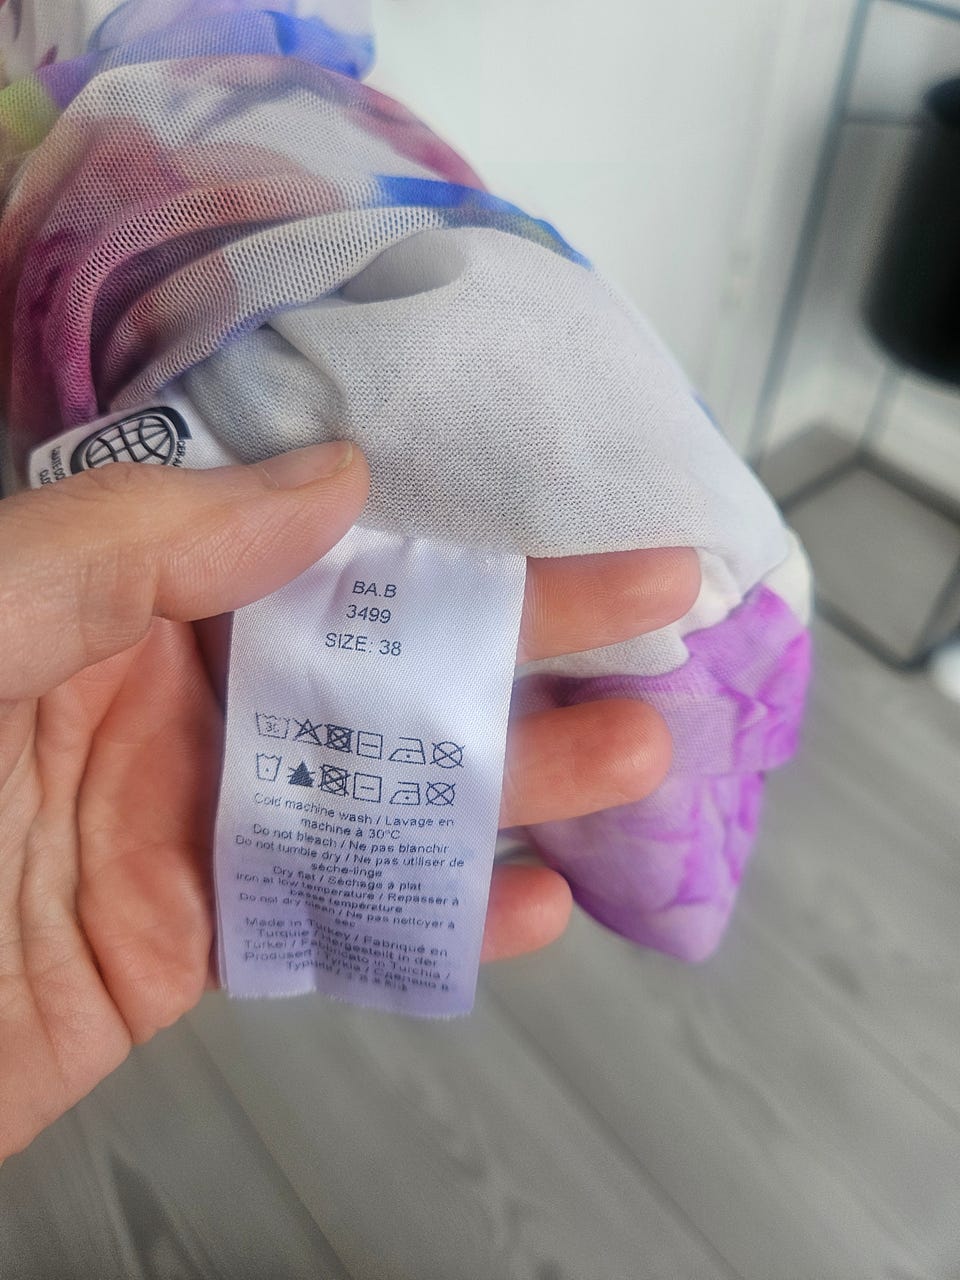 BA.B
3499
SIZE: 38
30
Cold machine wash / Lavage en
machine à 30°C
Do not bleach / Ne pas blanchir
Do not tumble dry / Ne pas utiliser de
sèche-linge
Dry flat / Séchage à plat
Iron at low temperature / Repasser à
basse température
Do not dry clean / Ne pas nettoyer à
sec
Made in Turkey / Fabriqué en
Turquie / Hergestellt in der
Türkei / Fabbricato in Turchia /
/ Сделано в